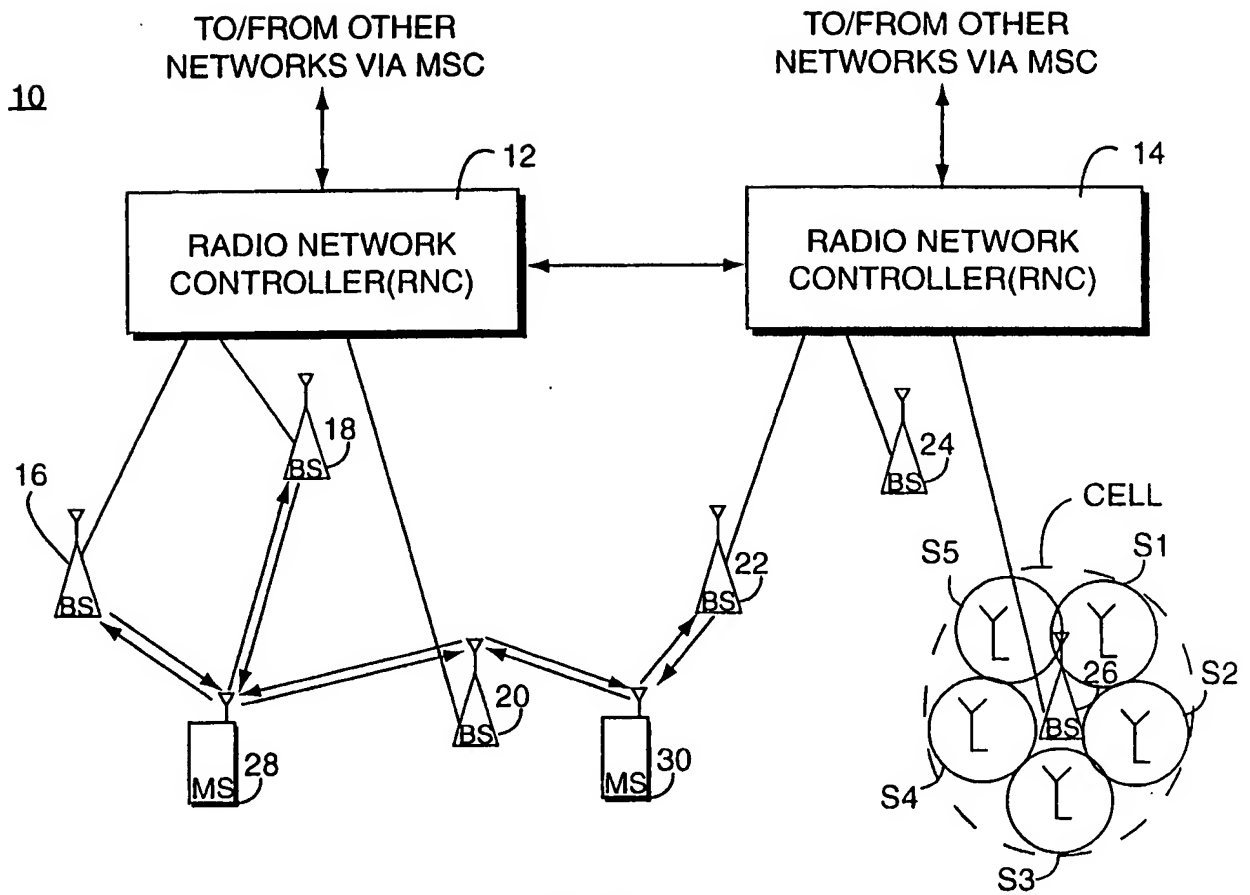 TO/FROM OTHER
NETWORKS VIA MSC
TO/FROM OTHER
NETWORKS VIA MSC
10
12
14
RADIO NETWORK
CONTROLLER(RNC)
RADIO NETWORK
CONTROLLER(RNC)
18
BS
24
BS
16
BS
CELL
S5
S1
22
BS
20
BS
26
BS
S2
28
MS
30
MS
S4
S3